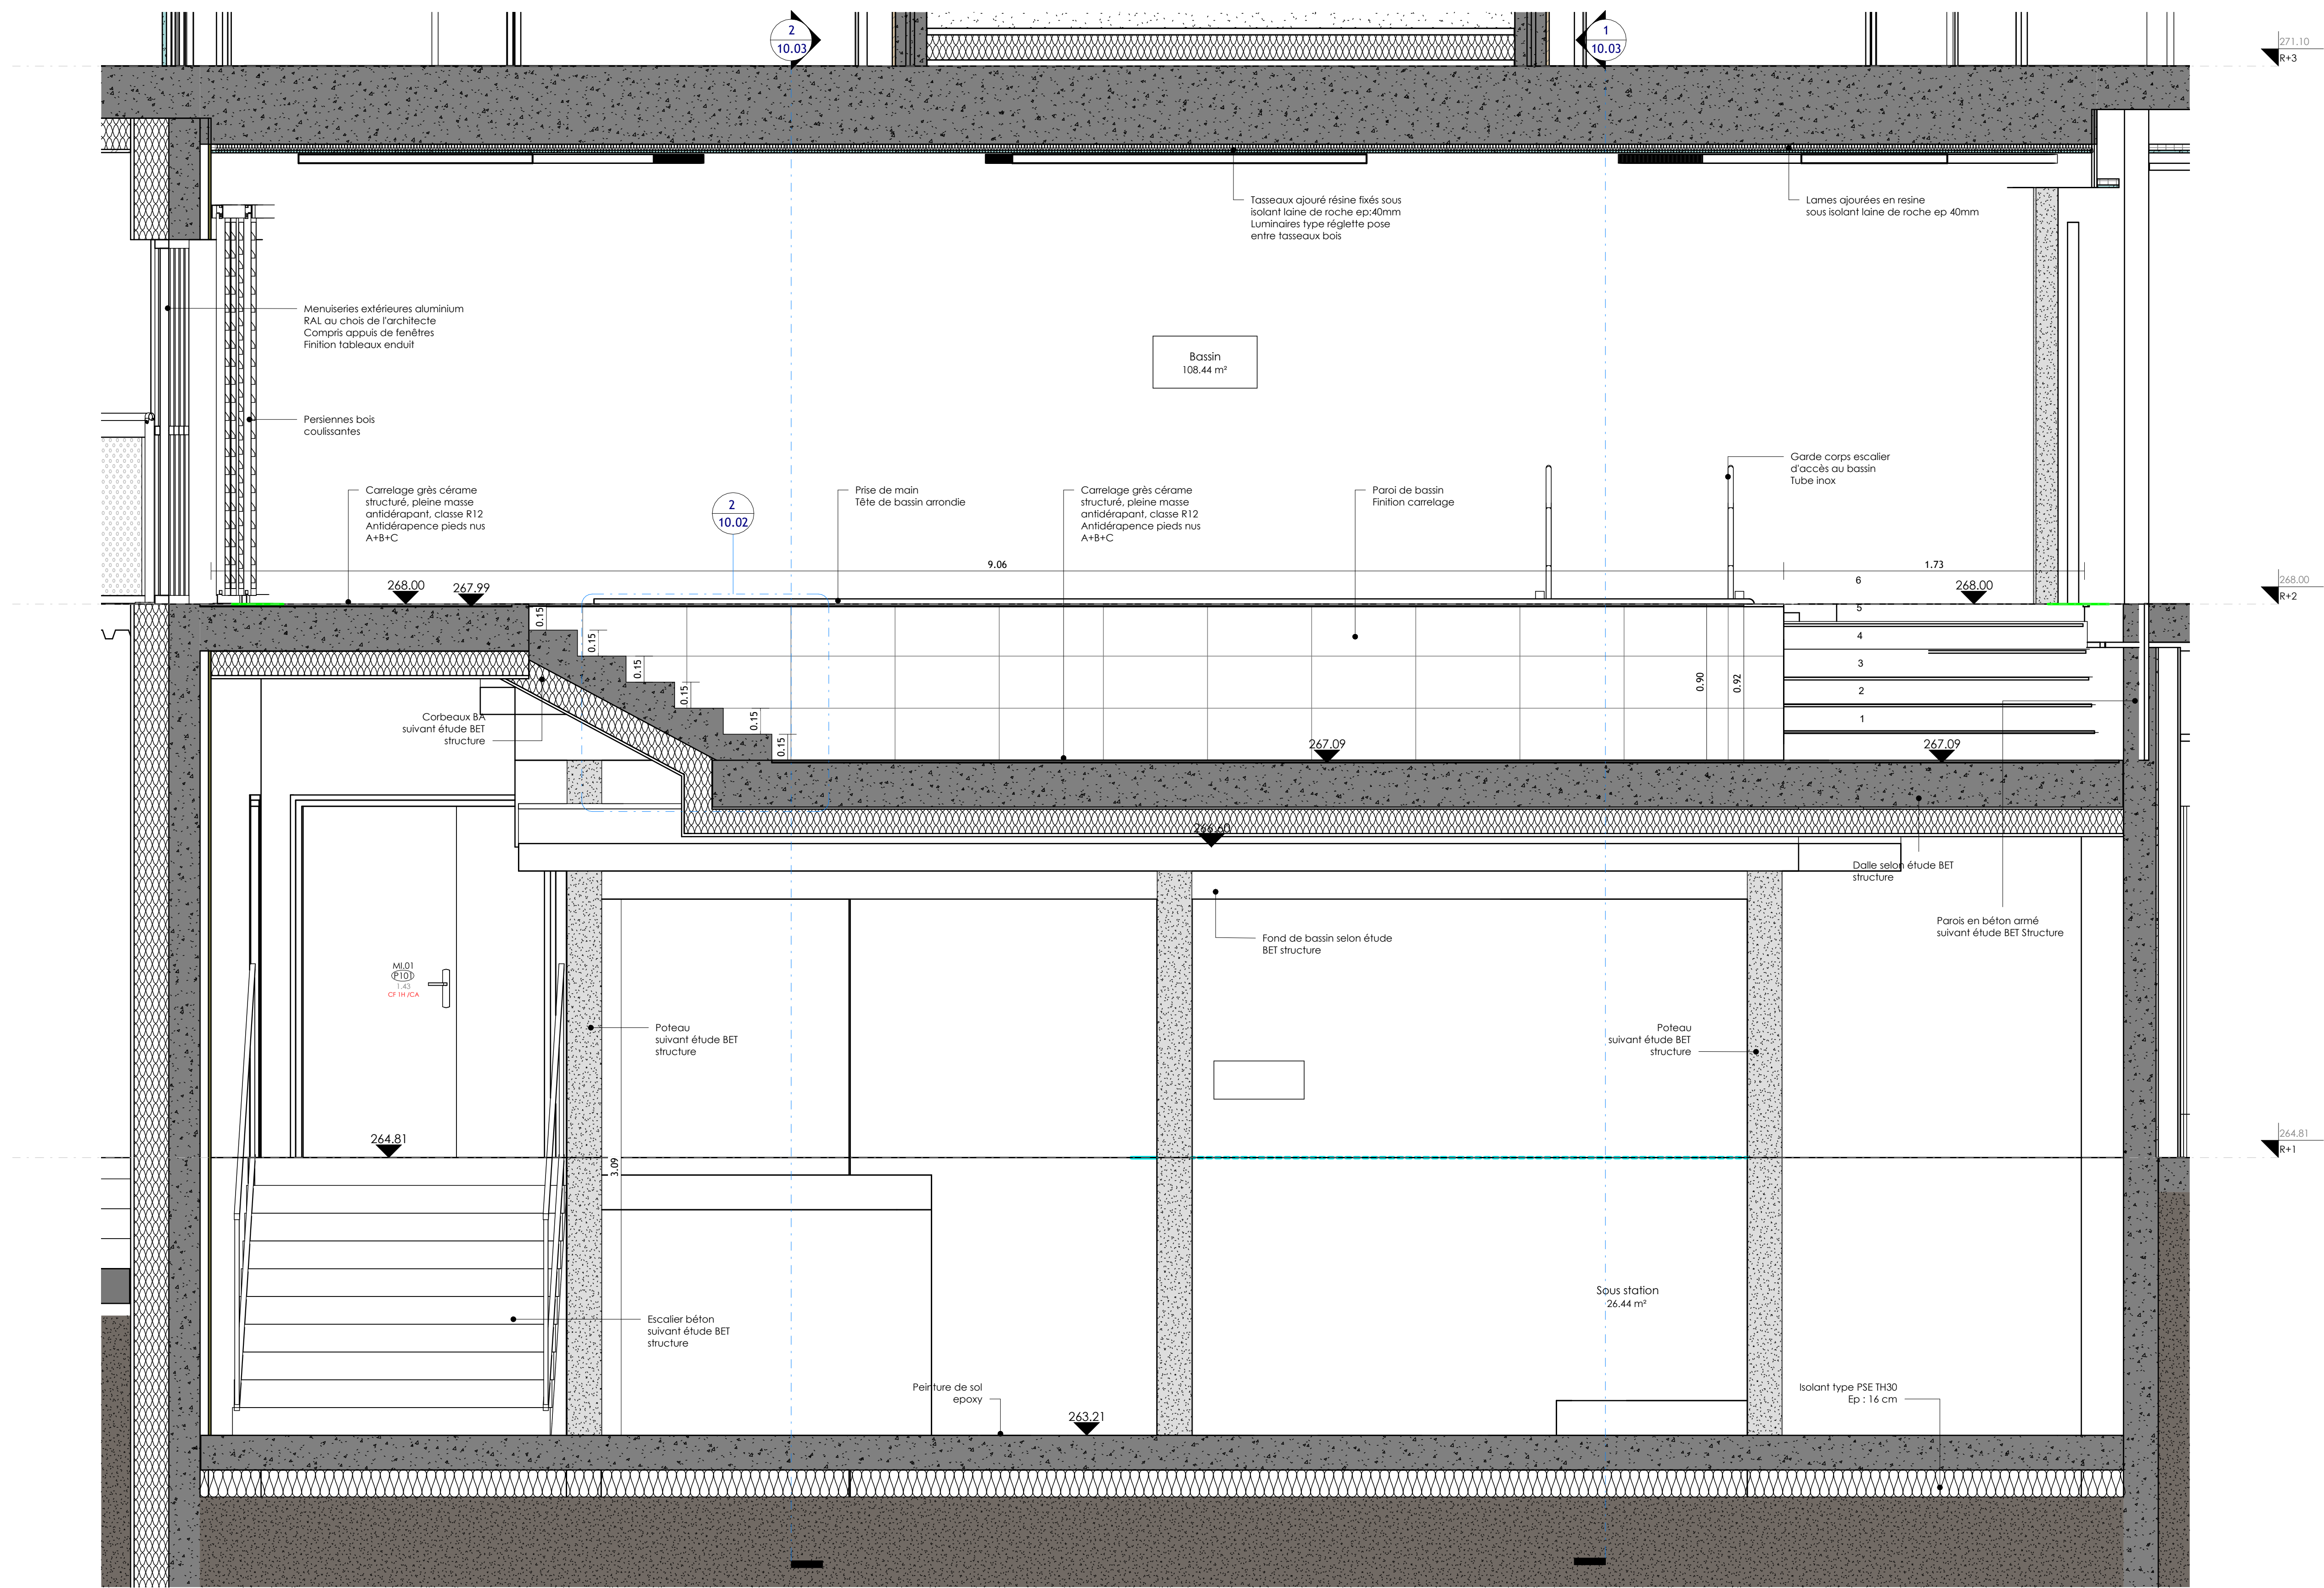 2
10.03
1
10.03
271.10
R+3
Tasseaux ajouré résine fixés sous
isolant laine de roche ep:40mm
Luminaires type réglette pose
entre tasseaux bois
Lames ajourées en resine
sous isolant laine de roche ep 40mm
Menuiseries extérieures aluminium
RAL au chois de l'architecte
Compris appuis de fenêtres
Finition tableaux enduit
Bassin
108.44 m²
Persiennes bois
coulissantes
Garde corps escalier
d'accès au bassin
Tube inox
Carrelage grès cérame
structuré, pleine masse
antidérapant, classe R12
Antidérapence pieds nus
A+B+C
2
10.02
Prise de main
Tête de bassin arrondie
Carrelage grès cérame
structuré, pleine masse
antidérapant, classe R12
Antidérapence pieds nus
A+B+C
Paroi de bassin
Finition carrelage
9.06
1.73
268.00
267.99
268.00
268.00
R+2
6
5
4
3
2
1
0.15
0.15
0.15
0.15
0.15
0.15
0.90
0.92
Corbeaux BA
suivant étude BET
structure
267.09
267.09
266.60
Dalle selon étude BET
structure
Parois en béton armé
suivant étude BET Structure
Fond de bassin selon étude
BET structure
MI.01
P101
1.43
CF 1H /CA
Poteau
suivant étude BET
structure
Poteau
suivant étude BET
structure
264.81
264.81
R+1
3.09
Sous station
26.44 m²
Escalier béton
suivant étude BET
structure
Peinture de sol
epoxy
263.21
Isolant type PSE TH30
Ep : 16 cm